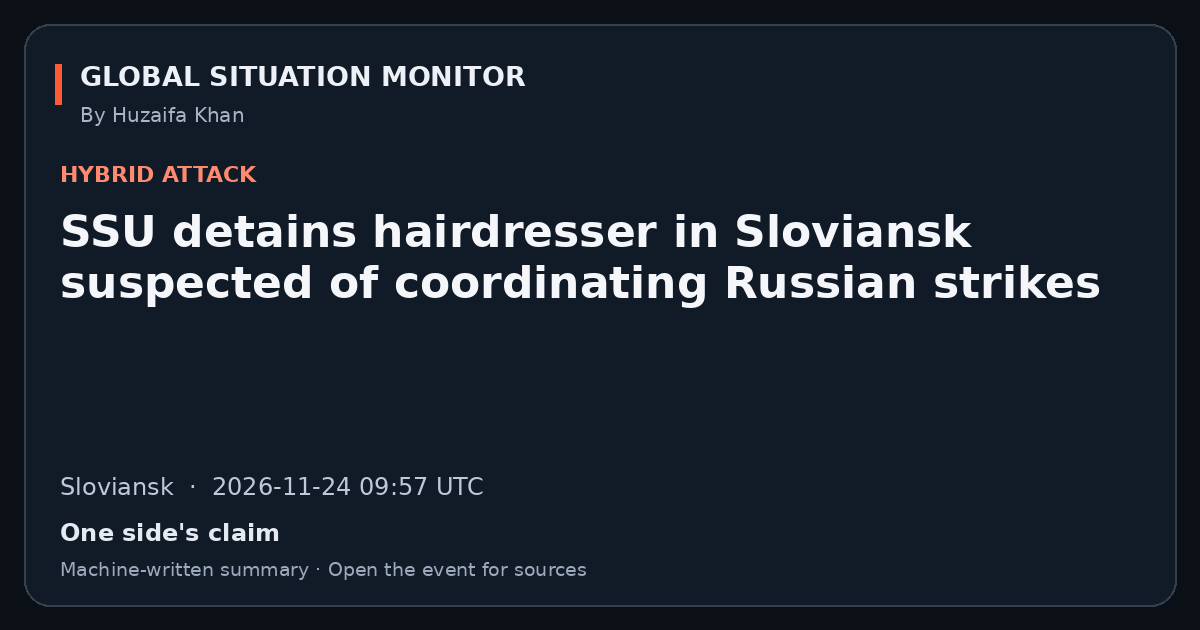 GLOBAL SITUATION MONITOR
By Huzaifa Khan
HYBRID ATTACK
SSU detains hairdresser in Sloviansk
suspected of coordinating Russian strikes
Sloviansk · 2026-11-24 09:57 UTC
One side's claim
Machine-written summary · Open the event for sources